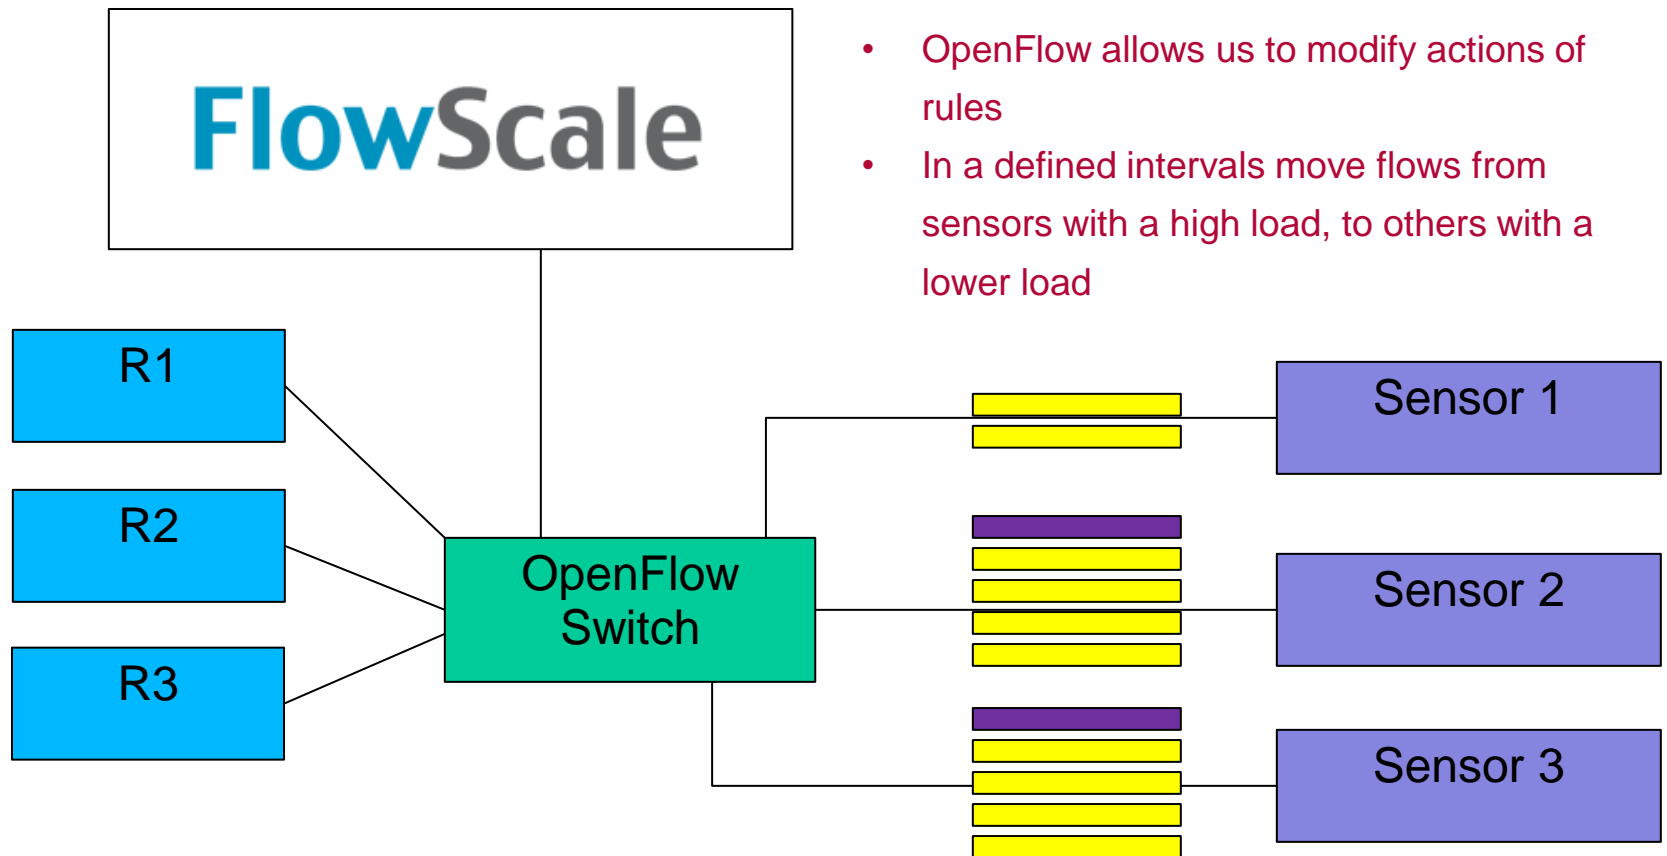 FlowScale
• OpenFlow allows us to modify actions of
rules
• In a defined intervals move flows from
sensors with a high load, to others with a
lower load
R1
R2
R3
OpenFlow
Switch
Sensor 1
Sensor 2
Sensor 3